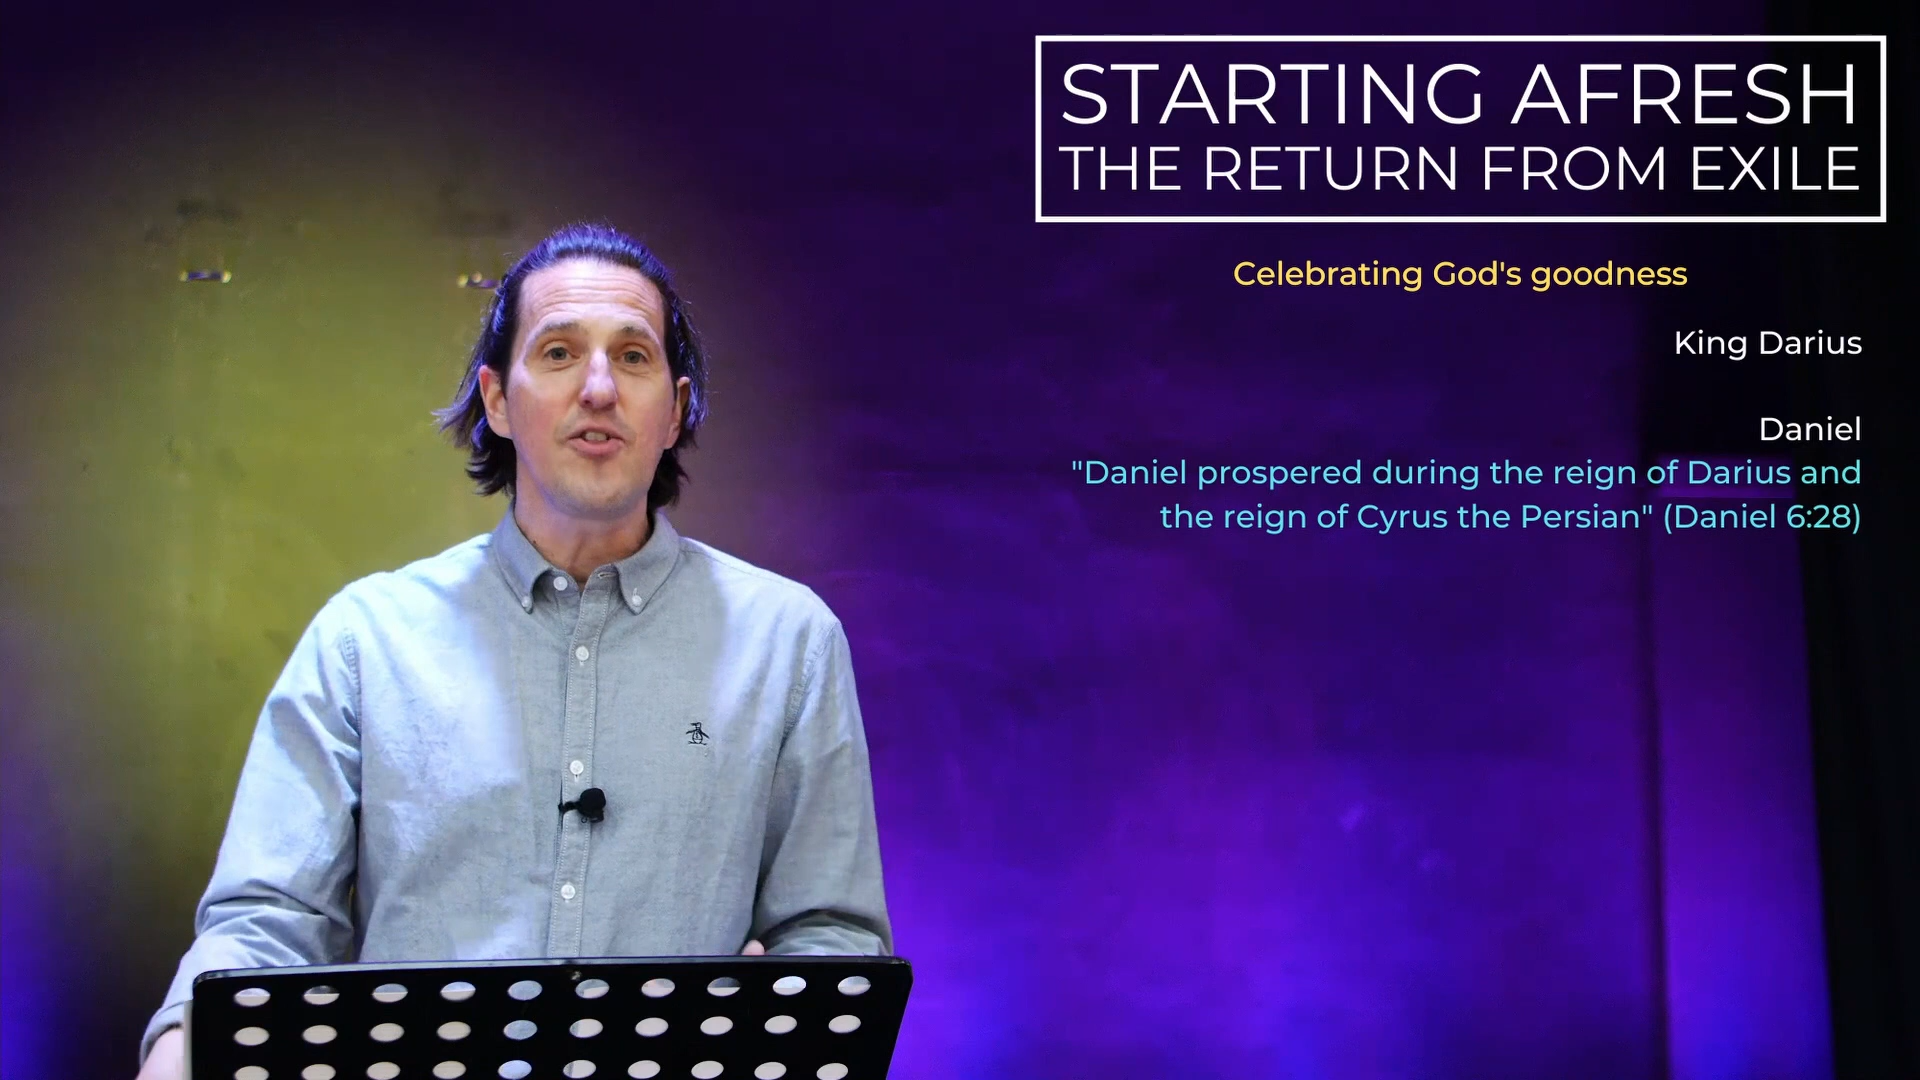 STARTING AFRESH
THE RETURN FROM EXILE
Celebrating God's goodness
King Darius
Daniel
"Daniel prospered during the reign of Darius and
the reign of Cyrus the Persian" (Daniel 6:28)